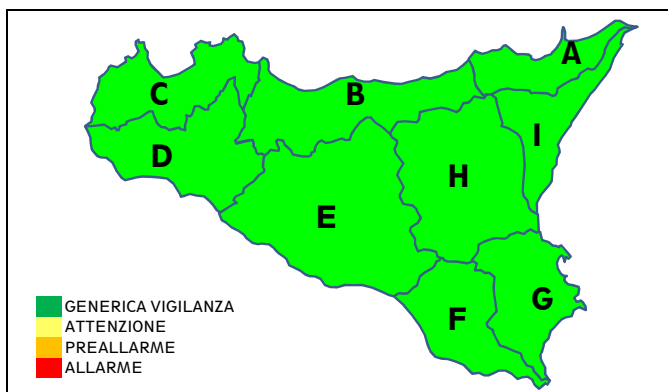 A
B
C
I
D
H
E
G
F
GENERICA VIGILANZA
ATTENZIONE
PREALLARME
ALLARME